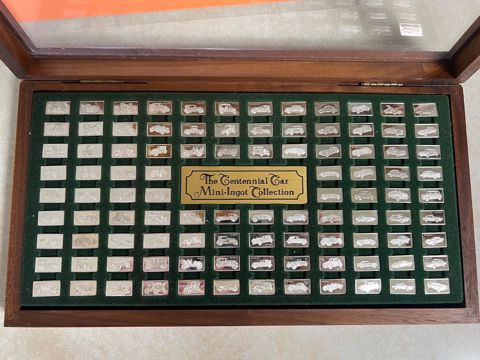 The Centennial Car
Mini-Ingot Collection